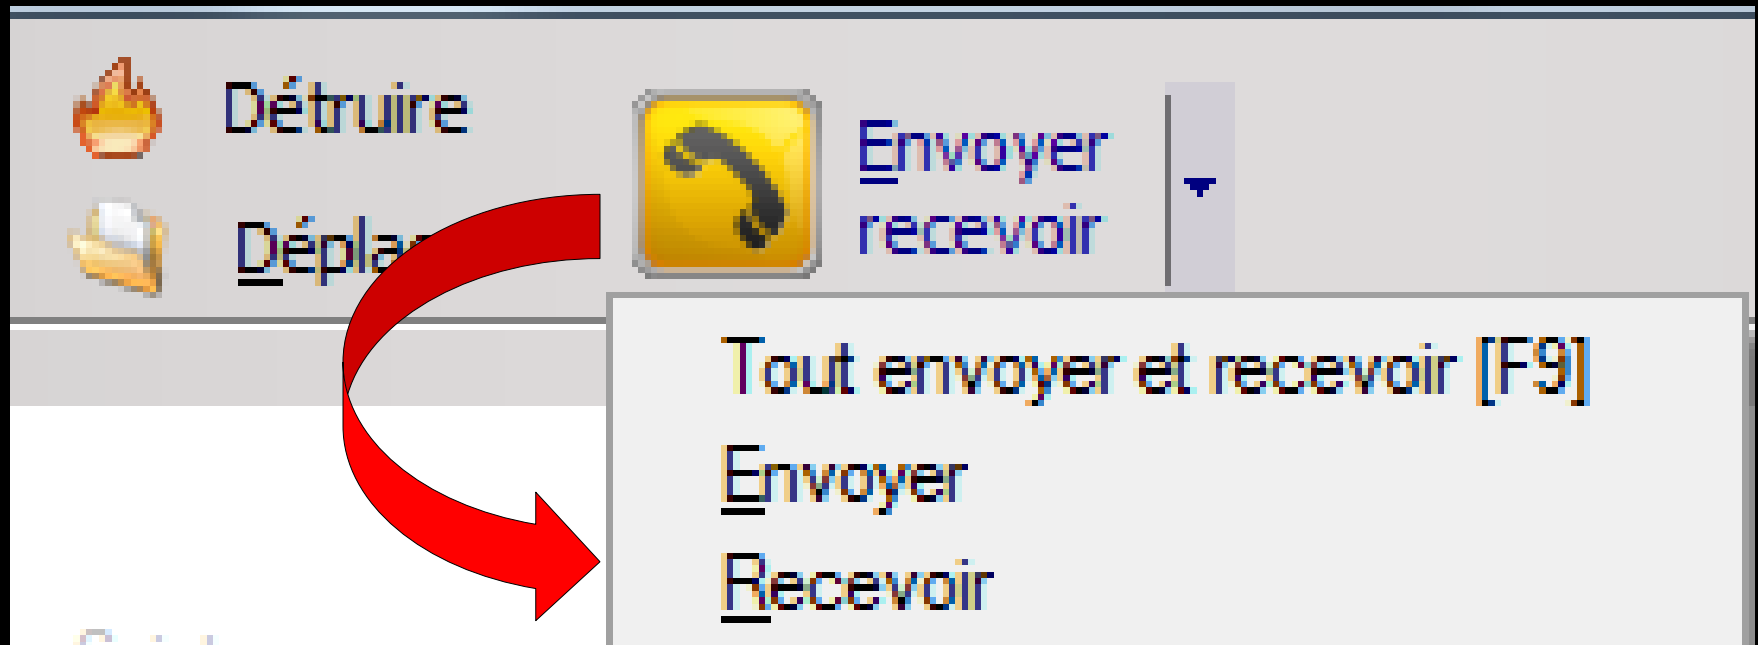 Détruire
Envoyer
recevoir
Tout envoyer et recevoir [F9]
Envoyer
Recevoir